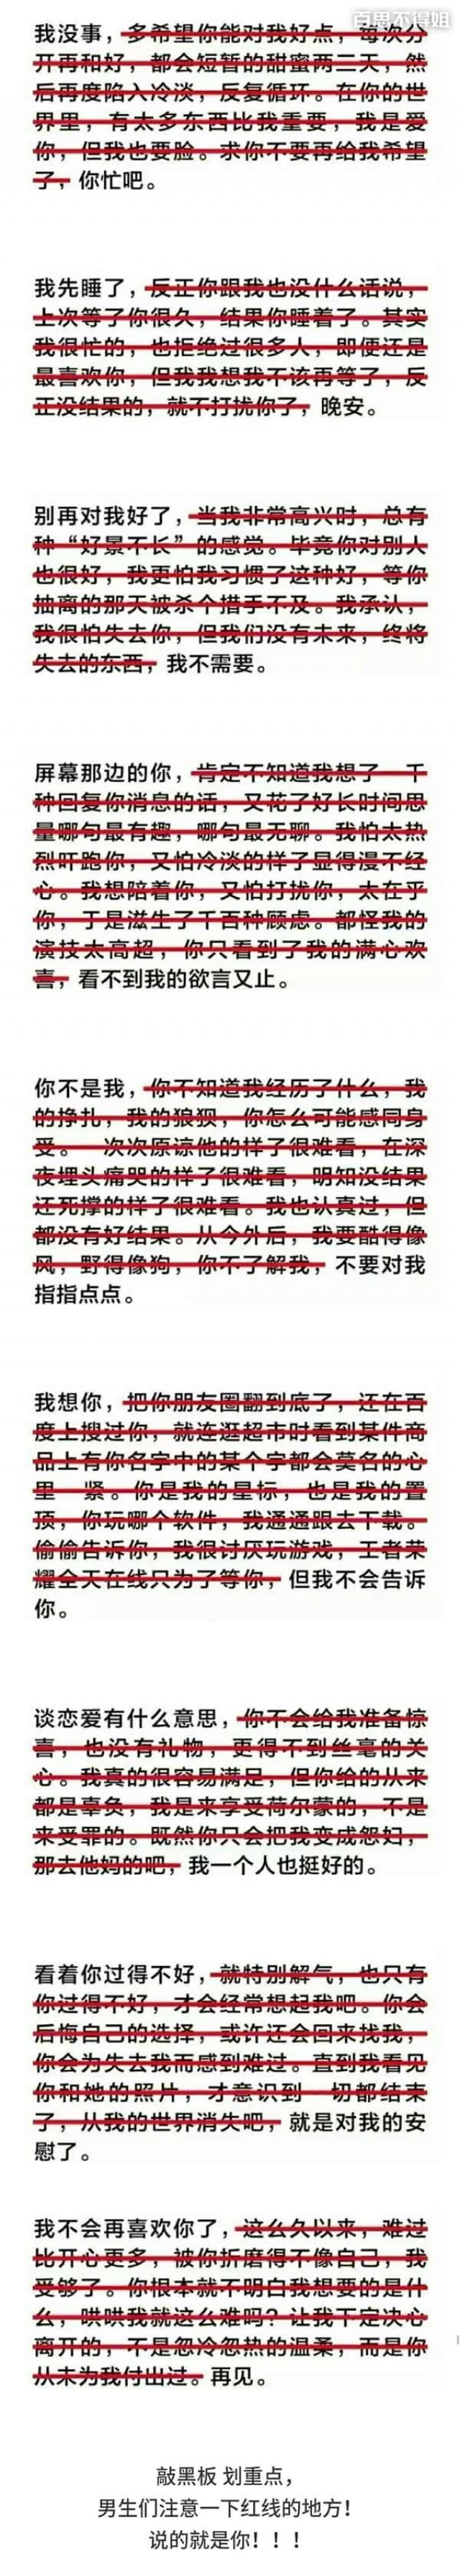 百思不得姐
我没事，多希望你能对我好点，每次分
开再和好，都会短暂的甜蜜两三天，然
后再度陷入冷淡，反复循环。在你的世
界里，有太多东西比我重要，我是爱
你，但我也要脸。求你不要再给我希望
了，你忙吧。
我先睡了，反正你跟我也没什么话说，
上次等了你很久，结果你睡着了。其实
我很忙的，也拒绝过很多人，即便还是
最喜欢你，但我我想我不该再等了，反
正没结果的，就不打扰你了，晚安。
别再对我好了，当我非常高兴时，总有
种“好景不长”的感觉。毕竟你对别人
也很好，我更怕我习惯了这种好，等你
抽离的那天被杀个措手不及。我承认，
我很怕失去你，但我们没有未来，终将
失去的东西，我不需要。
屏幕那边的你，肯定不知道我想了一千
种回复你消息的话，又花了好长时间思
量哪句最有趣，哪句最无聊。我怕太热
烈吓跑你，又怕冷淡的样子显得漫不经
心。我想陪着你，又怕打扰你，太在乎
你，于是滋生了千百种顾虑。都怪我的
演技太高超，你只看到了我的满心欢
喜，看不到我的欲言又止。
你不是我，你不知道我经历了什么，我
的挣扎，我的狼狈，你怎么可能感同身
受。一次次原谅他的样子很难看，在深
夜埋头痛哭的样子很难看，明知没结果
还死撑的样子很难看。我也认真过，但
都没有好结果。从今外后，我要酷得像
风，野得像狗，你不了解我，不要对我
指指点点。
我想你，把你朋友圈翻到底了，还在百
度上搜过你，就连逛超市时看到某件商
品上有你名字中的某个字都会莫名的心
里一紧。你是我的星标，也是我的置
顶，你玩哪个软件，我通通跟去下载。
偷偷告诉你，我很讨厌玩游戏，王者荣
耀全天在线只为了等你，但我不会告诉
你。
谈恋爱有什么意思，你不会给我准备惊
喜，也没有礼物，更得不到丝毫的关
心。我真的很容易满足，但你给的从来
都是辜负，我是来享受荷尔蒙的，不是
来受罪的。既然你只会把我变成怨妇，
那去他妈的吧，我一个人也挺好的。
看着你过得不好，就特别解气，也只有
你过得不好，才会经常想起我吧。你会
后悔自己的选择，或许还会回来找我，
你会为失去我而感到难过。直到我看见
你和她的照片，才意识到一切都结束
了，从我的世界消失吧，就是对我的安
慰了。
我不会再喜欢你了，这么久以来，难过
比开心更多，被你折磨得不像自己，我
受够了。你根本就不明白我想要的是什
么，哄哄我就这么难吗？让我下定决心
离开的，不是忽冷忽热的温柔，而是你
从未为我付出过。再见。
敲黑板 划重点，
男生们注意一下红线的地方！
说的就是你！！！